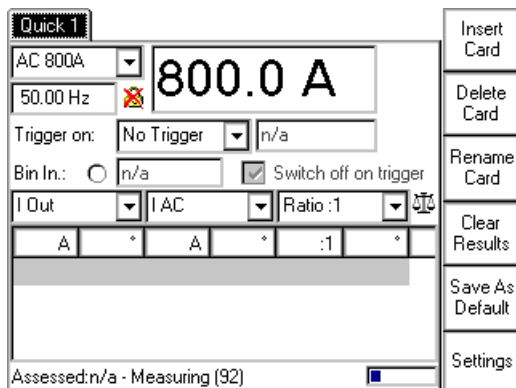 Quick 1
AC 800A
800.0 A
50.00 Hz
Trigger on: No Trigger n/a
Bin In.: n/a Switch off on trigger
I Out I AC Ratio :1
A ° A ° :1 °
Assessed:n/a - Measuring (92)
Insert
Card
Delete
Card
Rename
Card
Clear
Results
Save As
Default
Settings